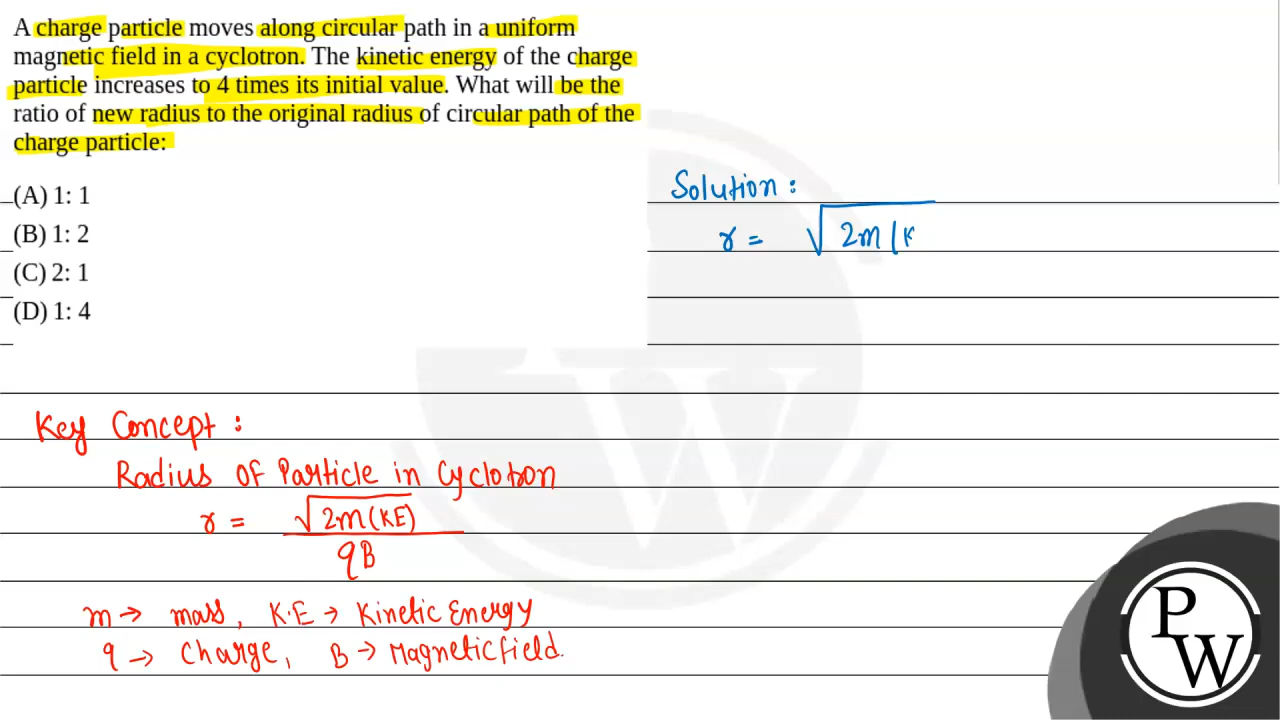 A charge particle moves along circular path in a uniform
magnetic field in a cyclotron. The kinetic energy of the charge
particle increases to 4 times its initial value. What will be the
ratio of new radius to the original radius of circular path of the
charge particle:
(A) 1: 1
(B) 1: 2
(C) 2: 1
(D) 1: 4
Solution:
r = √2m(K
Key Concept:
Radius of Particle in Cyclotron
r = √2m(KE)
qB
m → mass, K.E → Kinetic Energy
q → Charge, B → Magnetic field.
PW